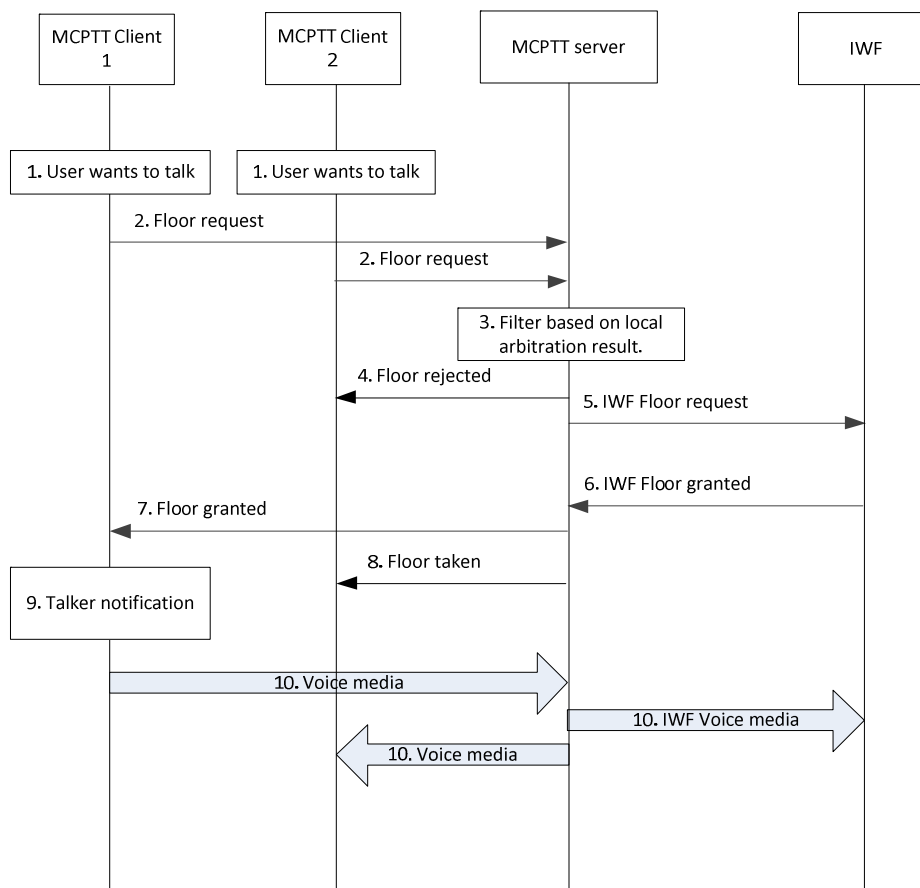 MCPTT Client
1
MCPTT Client
2
MCPTT server
IWF
1. User wants to talk
1. User wants to talk
2. Floor request
2. Floor request
3. Filter based on local
arbitration result.
4. Floor rejected
5. IWF Floor request
6. IWF Floor granted
7. Floor granted
8. Floor taken
9. Talker notification
10. Voice media
10. IWF Voice media
10. Voice media